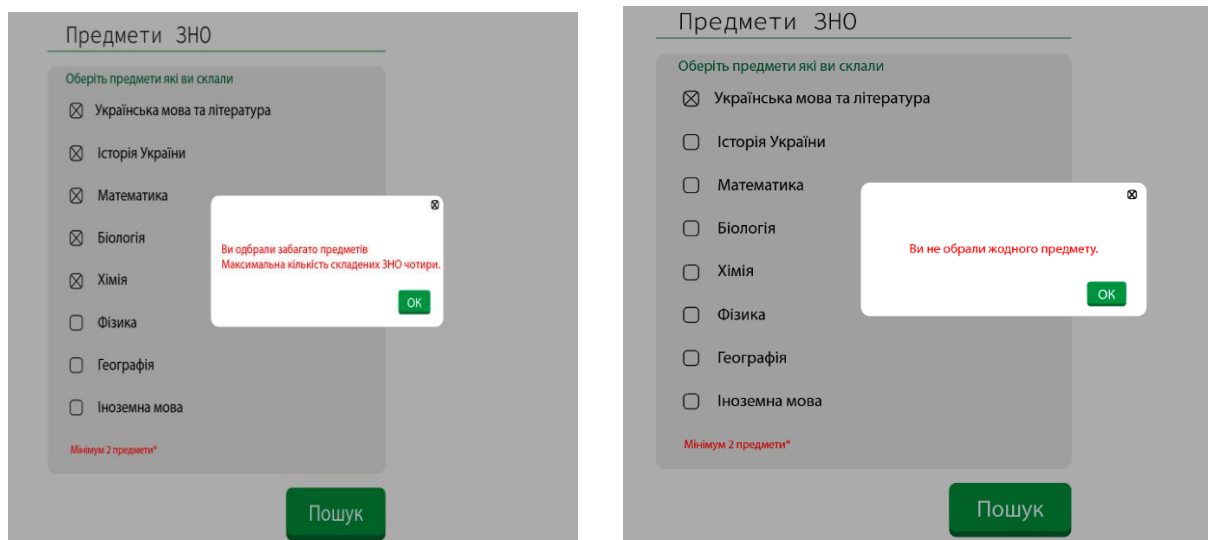 Предмети ЗНО
Оберіть предмети які ви склали
Українська мова та література
Історія України
Математика
Біологія
Хімія
Фізика
Географія
Іноземна мова
Мінімум 2 предмети*
Ви одбрали забагато предметів
Максимальна кількість складених ЗНО чотири.
OK
Пошук
Предмети ЗНО
Оберіть предмети які ви склали
Українська мова та література
Історія України
Математика
Біологія
Хімія
Фізика
Географія
Іноземна мова
Мінімум 2 предмети*
Ви не обрали жодного предмету.
OK
Пошук